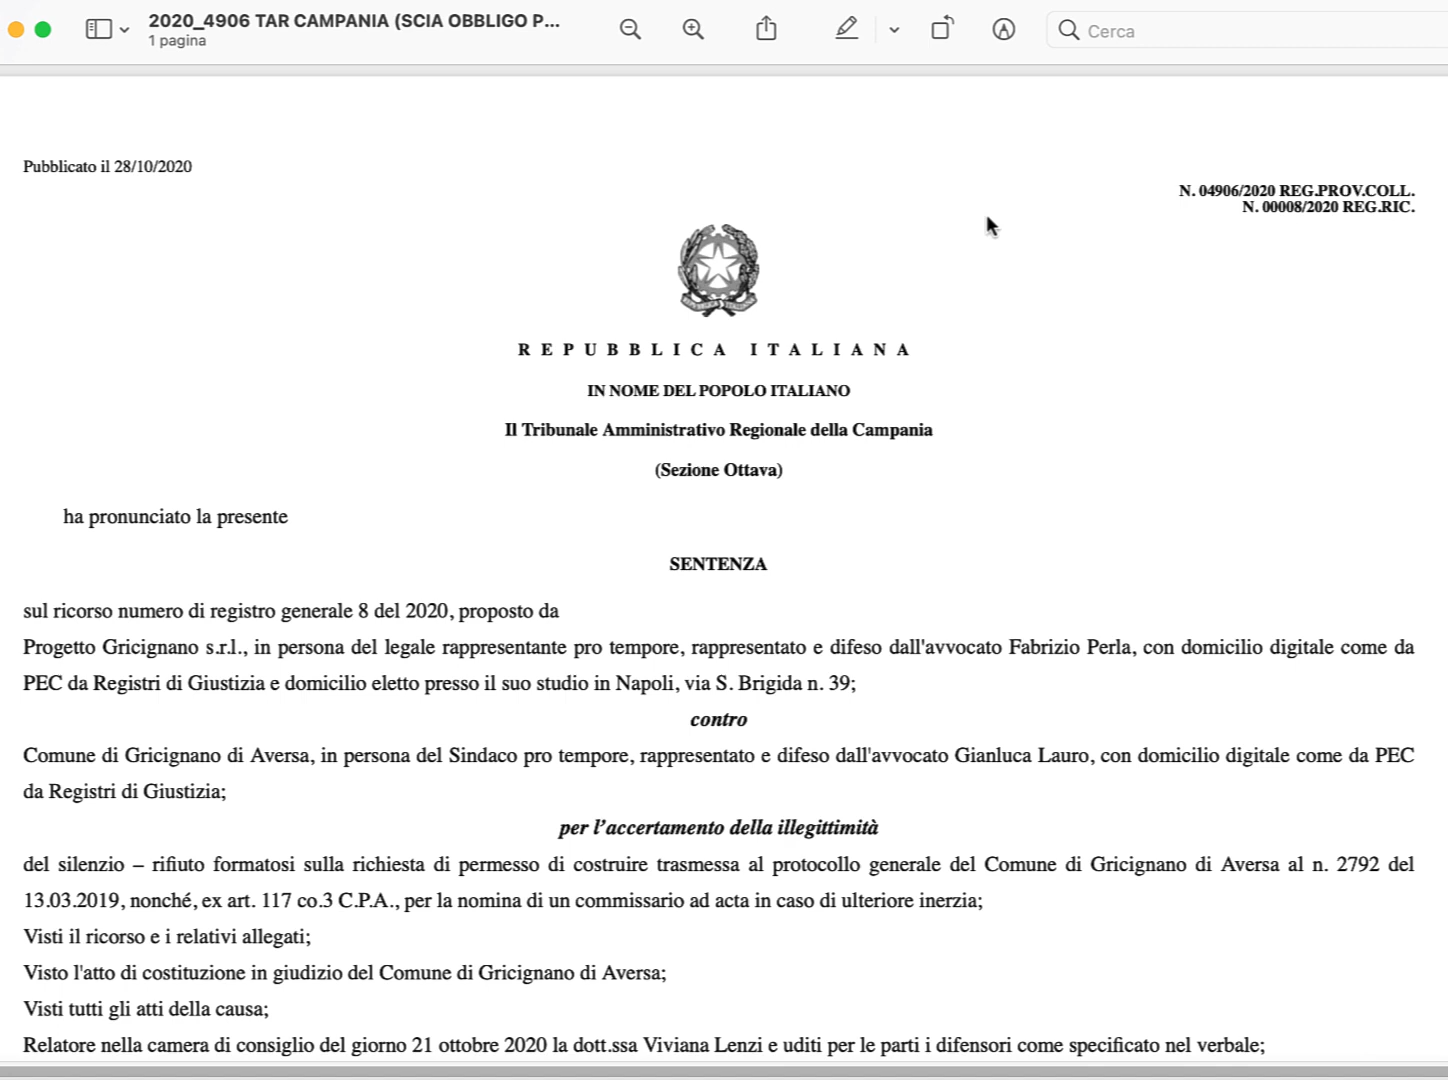 2020_4906 TAR CAMPANIA (SCIA OBBLIGO P...
1 pagina
Cerca
Pubblicato il 28/10/2020
N. 04906/2020 REG.PROV.COLL.
N. 00008/2020 REG.RIC.
R E P U B B L I C A I T A L I A N A
IN NOME DEL POPOLO ITALIANO
Il Tribunale Amministrativo Regionale della Campania
(Sezione Ottava)
ha pronunciato la presente
SENTENZA
sul ricorso numero di registro generale 8 del 2020, proposto da
Progetto Gricignano s.r.l., in persona del legale rappresentante pro tempore, rappresentato e difeso dall'avvocato Fabrizio Perla, con domicilio digitale come da
PEC da Registri di Giustizia e domicilio eletto presso il suo studio in Napoli, via S. Brigida n. 39;
contro
Comune di Gricignano di Aversa, in persona del Sindaco pro tempore, rappresentato e difeso dall'avvocato Gianluca Lauro, con domicilio digitale come da PEC
da Registri di Giustizia;
per l'accertamento della illegittimità
del silenzio – rifiuto formatosi sulla richiesta di permesso di costruire trasmessa al protocollo generale del Comune di Gricignano di Aversa al n. 2792 del
13.03.2019, nonché, ex art. 117 co.3 C.P.A., per la nomina di un commissario ad acta in caso di ulteriore inerzia;
Visti il ricorso e i relativi allegati;
Visto l'atto di costituzione in giudizio del Comune di Gricignano di Aversa;
Visti tutti gli atti della causa;
Relatore nella camera di consiglio del giorno 21 ottobre 2020 la dott.ssa Viviana Lenzi e uditi per le parti i difensori come specificato nel verbale;